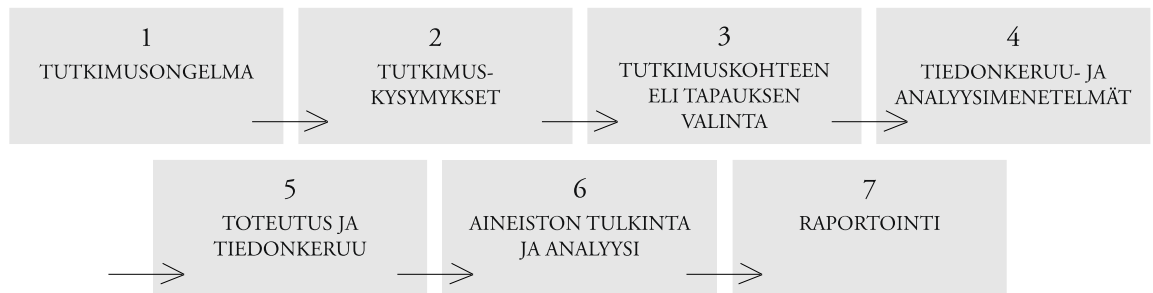 1
TUTKIMUSONGELMA
2
TUTKIMUS-
KYSYMYKSET
3
TUTKIMUSKOHTEEN
ELI TAPAUKSEN
VALINTA
4
TIEDONKERUU- JA
ANALYYSIMENETELMÄT
5
TOTEUTUS JA
TIEDONKERUU
6
AINEISTON TULKINTA
JA ANALYYSI
7
RAPORTOINTI